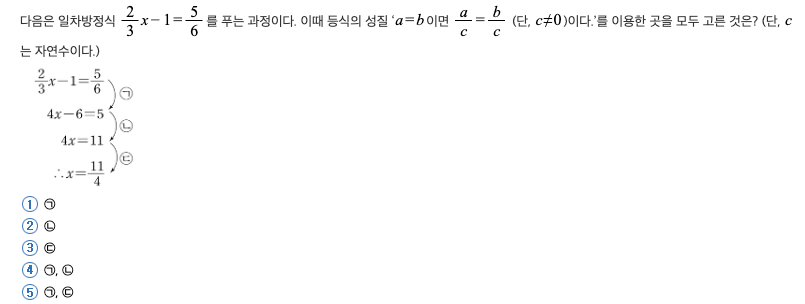 다음은 일차방정식 2/3 x − 1 = 5/6 를 푸는 과정이다. 이때 등식의 성질 ‘a=b이면 a/c = b/c (단, c≠0)이다.’를 이용한 곳을 모두 고른 것은? (단, c
는 자연수이다.)
2/3 x−1=5/6
㉠
4x−6=5
㉡
4x=11
㉢
∴x=11/4
① ㉠
② ㉡
③ ㉢
④ ㉠, ㉡
⑤ ㉠, ㉢